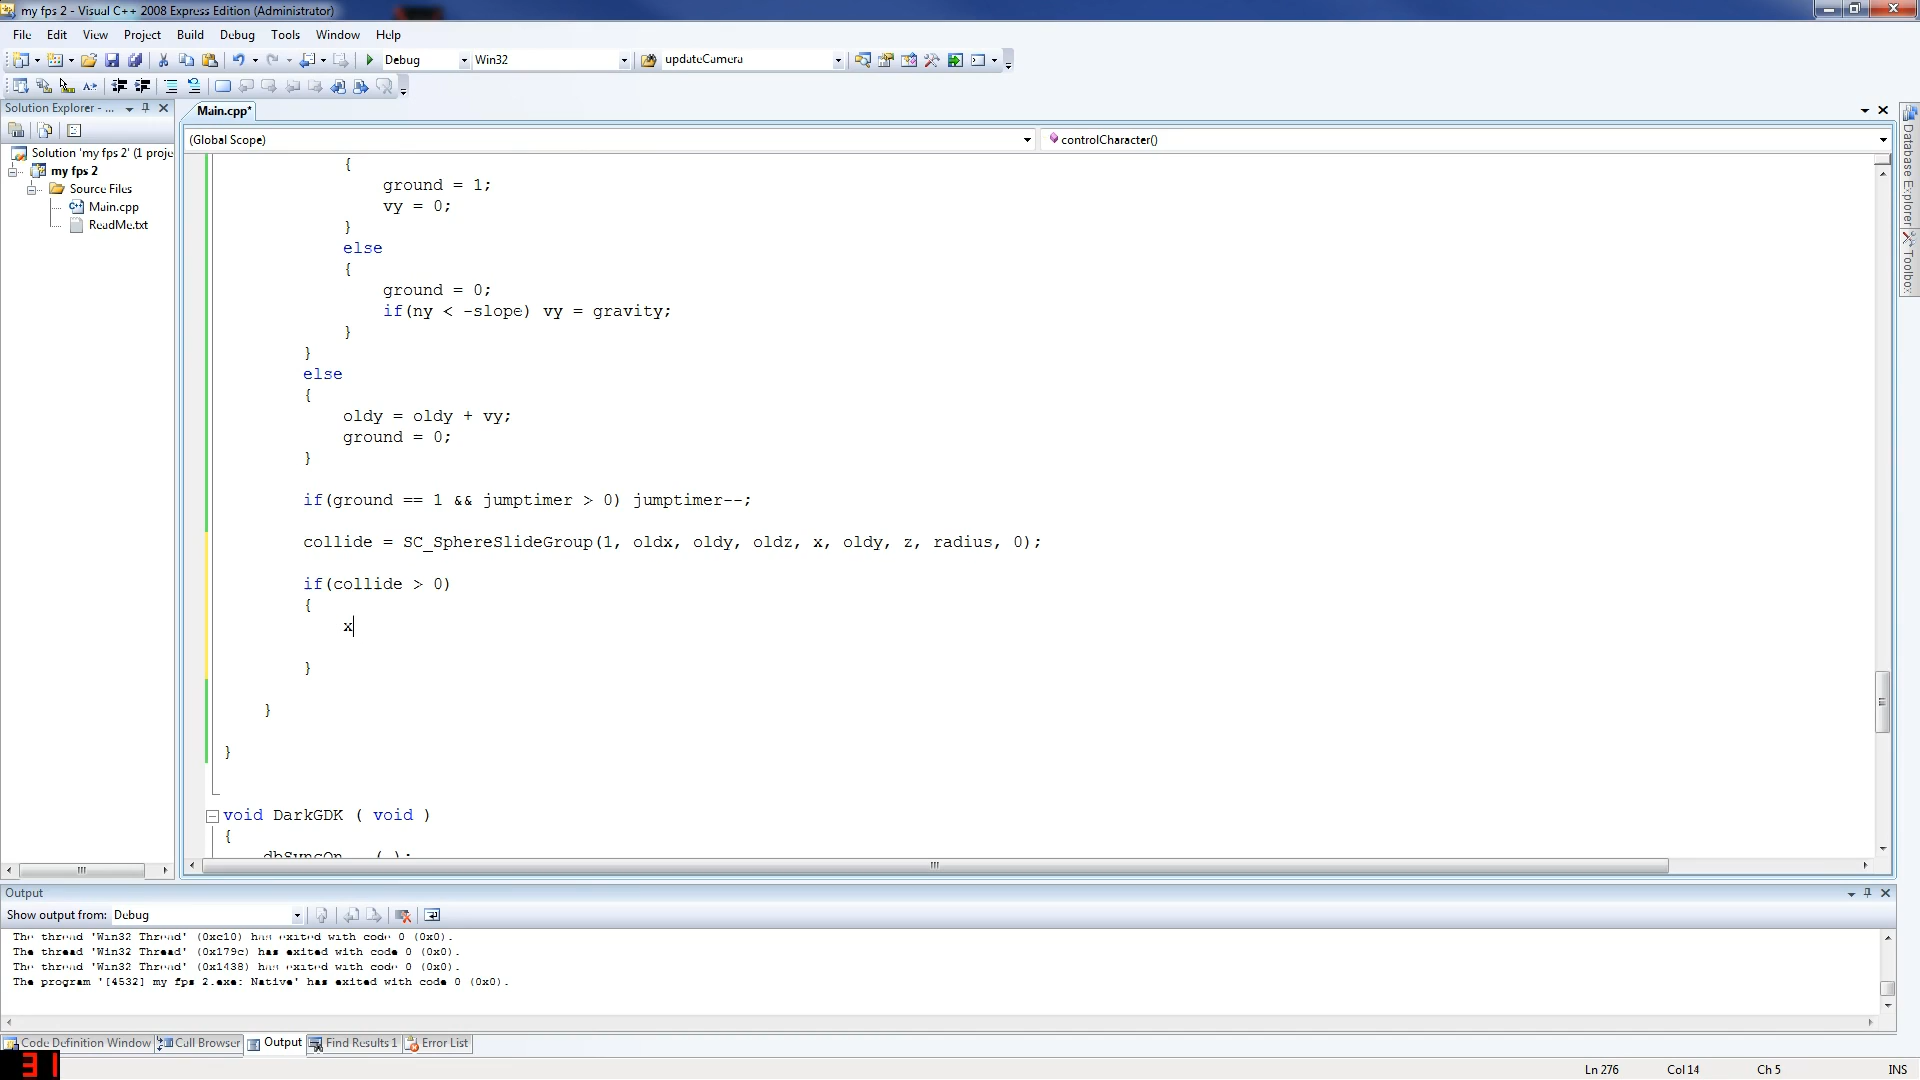 my fps 2 - Visual C++ 2008 Express Edition (Administrator)
File Edit View Project Build Debug Tools Window Help
Debug Win32 updateCamera
Solution Explorer - ...
Main.cpp*
(Global Scope) controlCharacter()
Solution 'my fps 2' (1 proje
my fps 2
Source Files
Main.cpp
ReadMe.txt
{
ground = 1;
vy = 0;
}
else
{
ground = 0;
if(ny < -slope) vy = gravity;
}
}
else
{
oldy = oldy + vy;
ground = 0;
}
if(ground == 1 && jumptimer > 0) jumptimer--;
collide = SC_SphereSlideGroup(1, oldx, oldy, oldz, x, oldy, z, radius, 0);
if(collide > 0)
{
x
}
}
}
void DarkGDK ( void )
{
dbSyncOn ( );
Database Explorer
Toolbox
Output
Show output from: Debug
The thread 'Win32 Thread' (0xc10) has exited with code 0 (0x0).
The thread 'Win32 Thread' (0x179c) has exited with code 0 (0x0).
The thread 'Win32 Thread' (0x1438) has exited with code 0 (0x0).
The program '[4532] my fps 2.exe: Native' has exited with code 0 (0x0).
Code Definition Window Call Browser Output Find Results 1 Error List
31
Ln 276 Col 14 Ch 5 INS